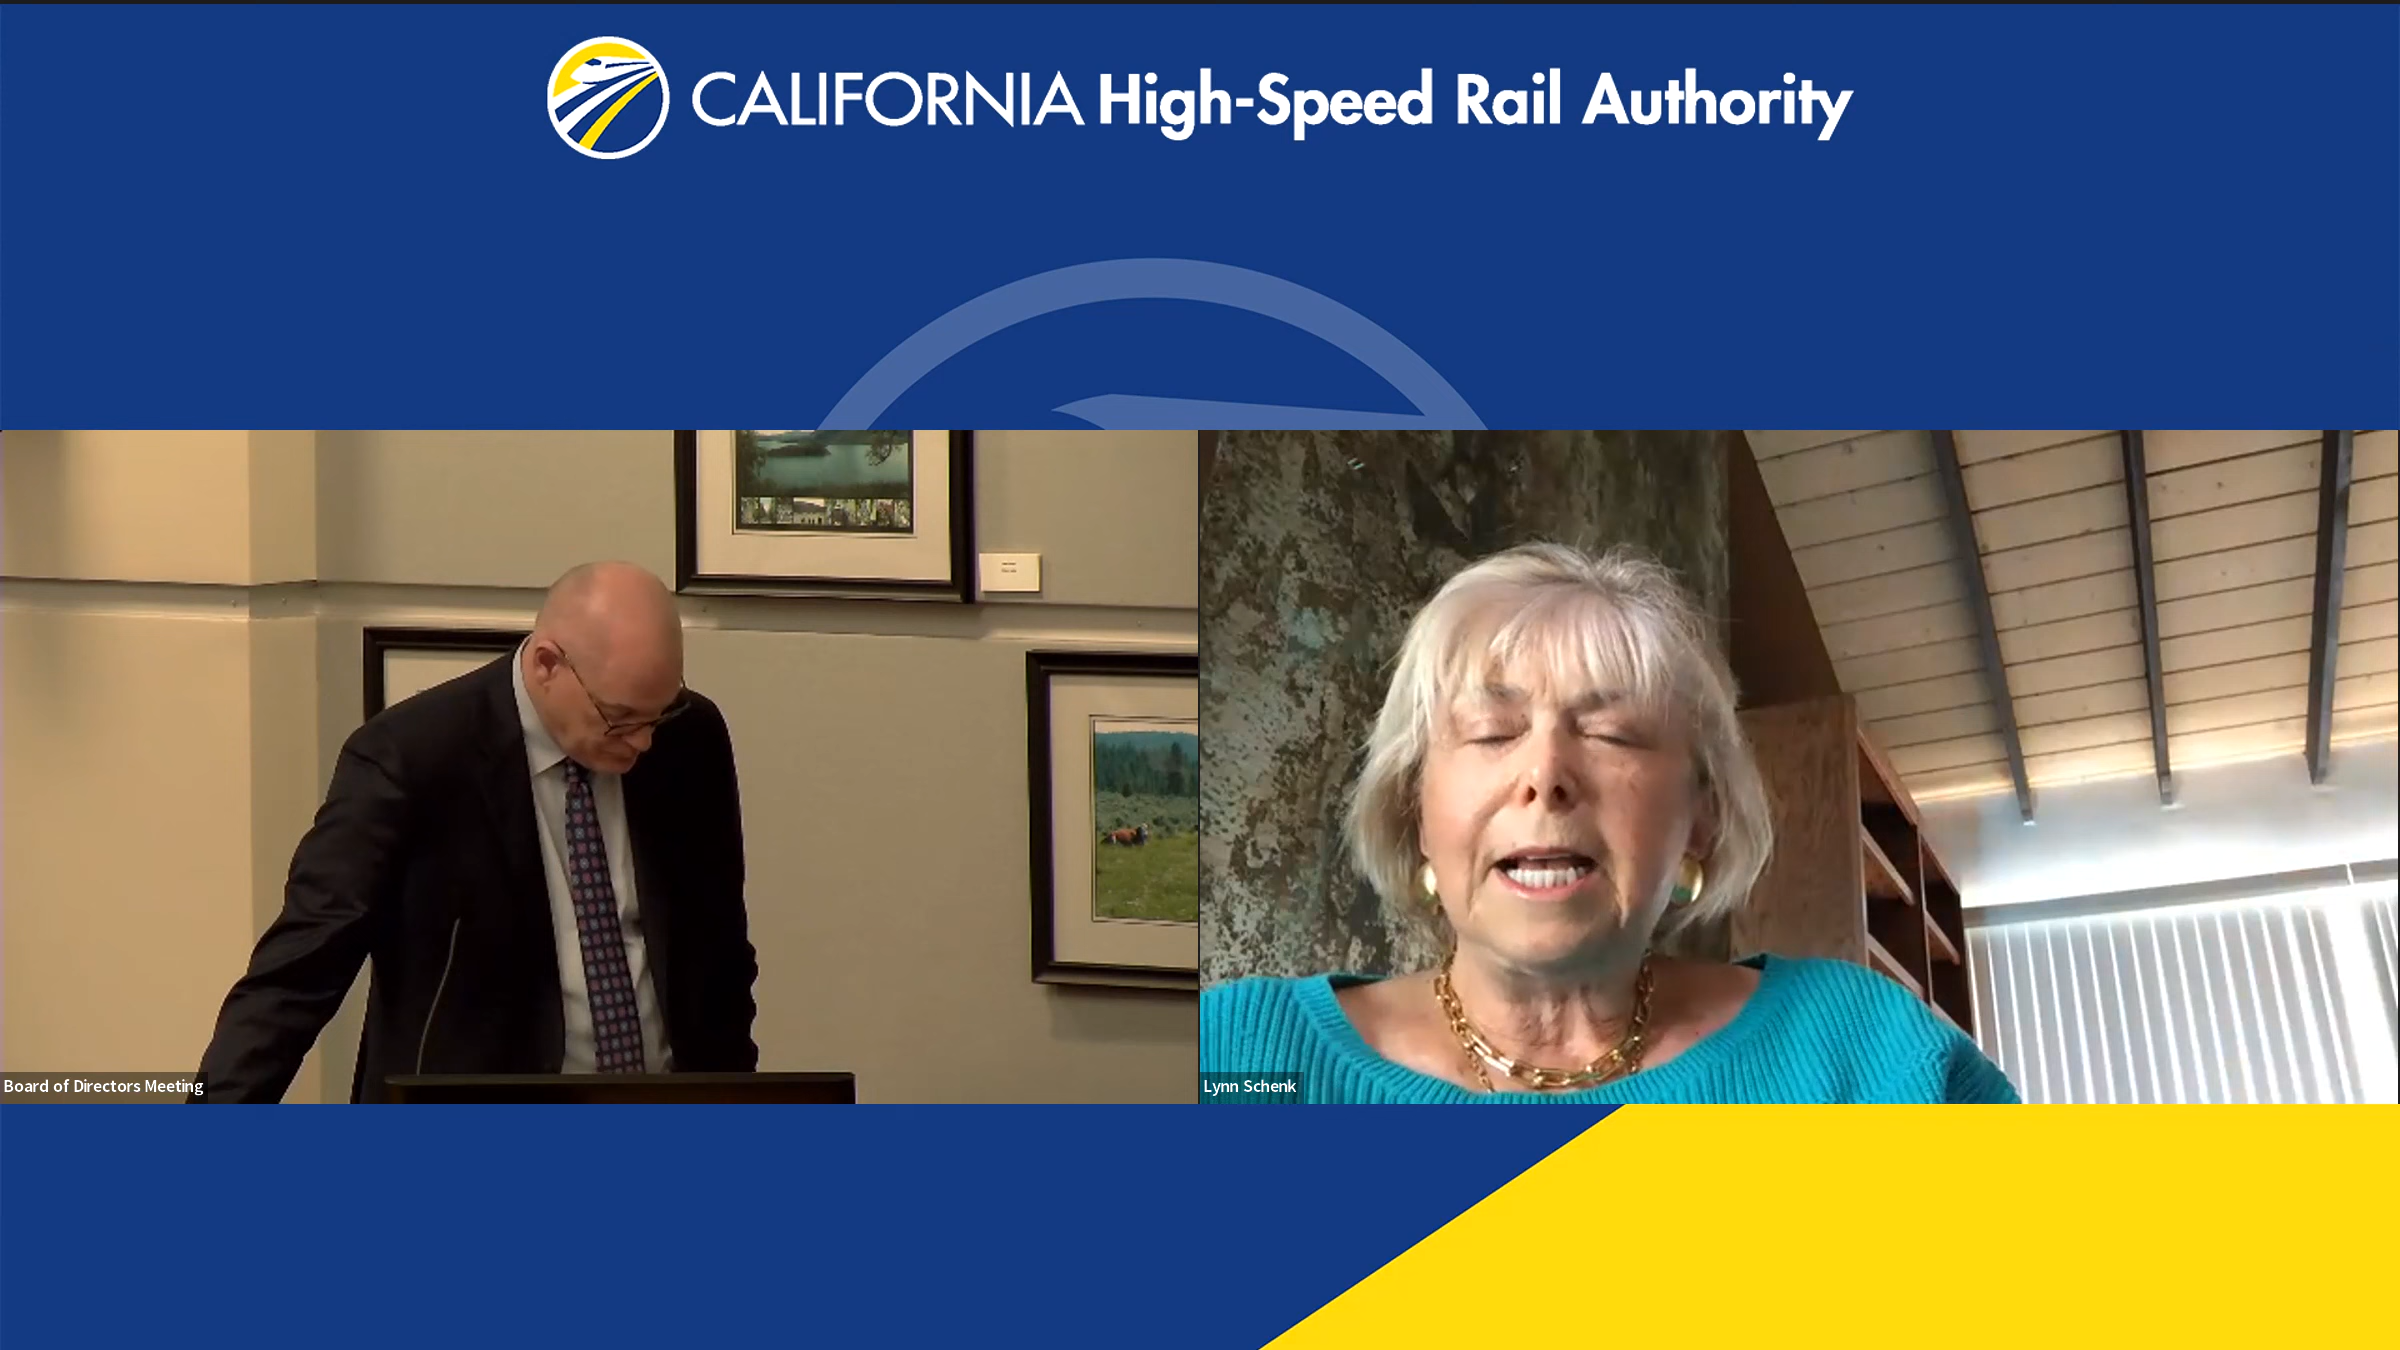 CALIFORNIA High-Speed Rail Authority
Board of Directors Meeting
Lynn Schenk